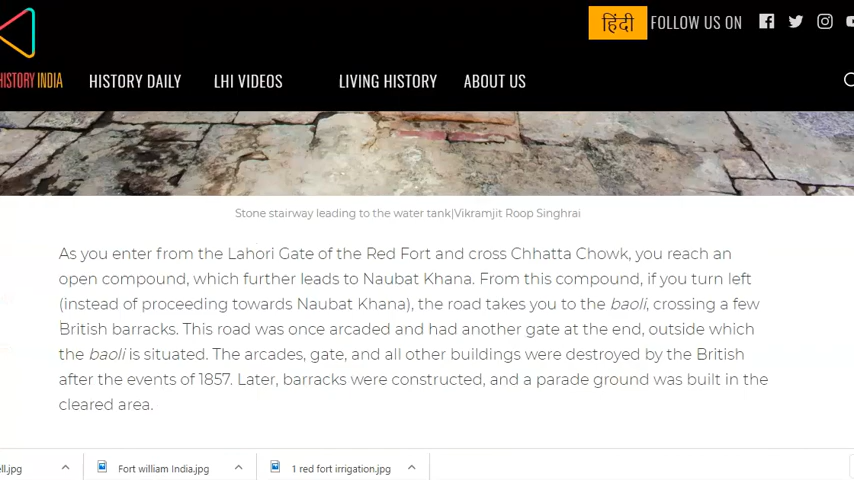 हिंदी FOLLOW US ON
HISTORY INDIA HISTORY DAILY LHI VIDEOS LIVING HISTORY ABOUT US
Stone stairway leading to the water tank|Vikramjit Roop Singhrai
As you enter from the Lahori Gate of the Red Fort and cross Chhatta Chowk, you reach an
open compound, which further leads to Naubat Khana. From this compound, if you turn left
(instead of proceeding towards Naubat Khana), the road takes you to the baoli, crossing a few
British barracks. This road was once arcaded and had another gate at the end, outside which
the baoli is situated. The arcades, gate, and all other buildings were destroyed by the British
after the events of 1857. Later, barracks were constructed, and a parade ground was built in the
cleared area.
ell.jpg Fort william India.jpg 1 red fort irrigation.jpg